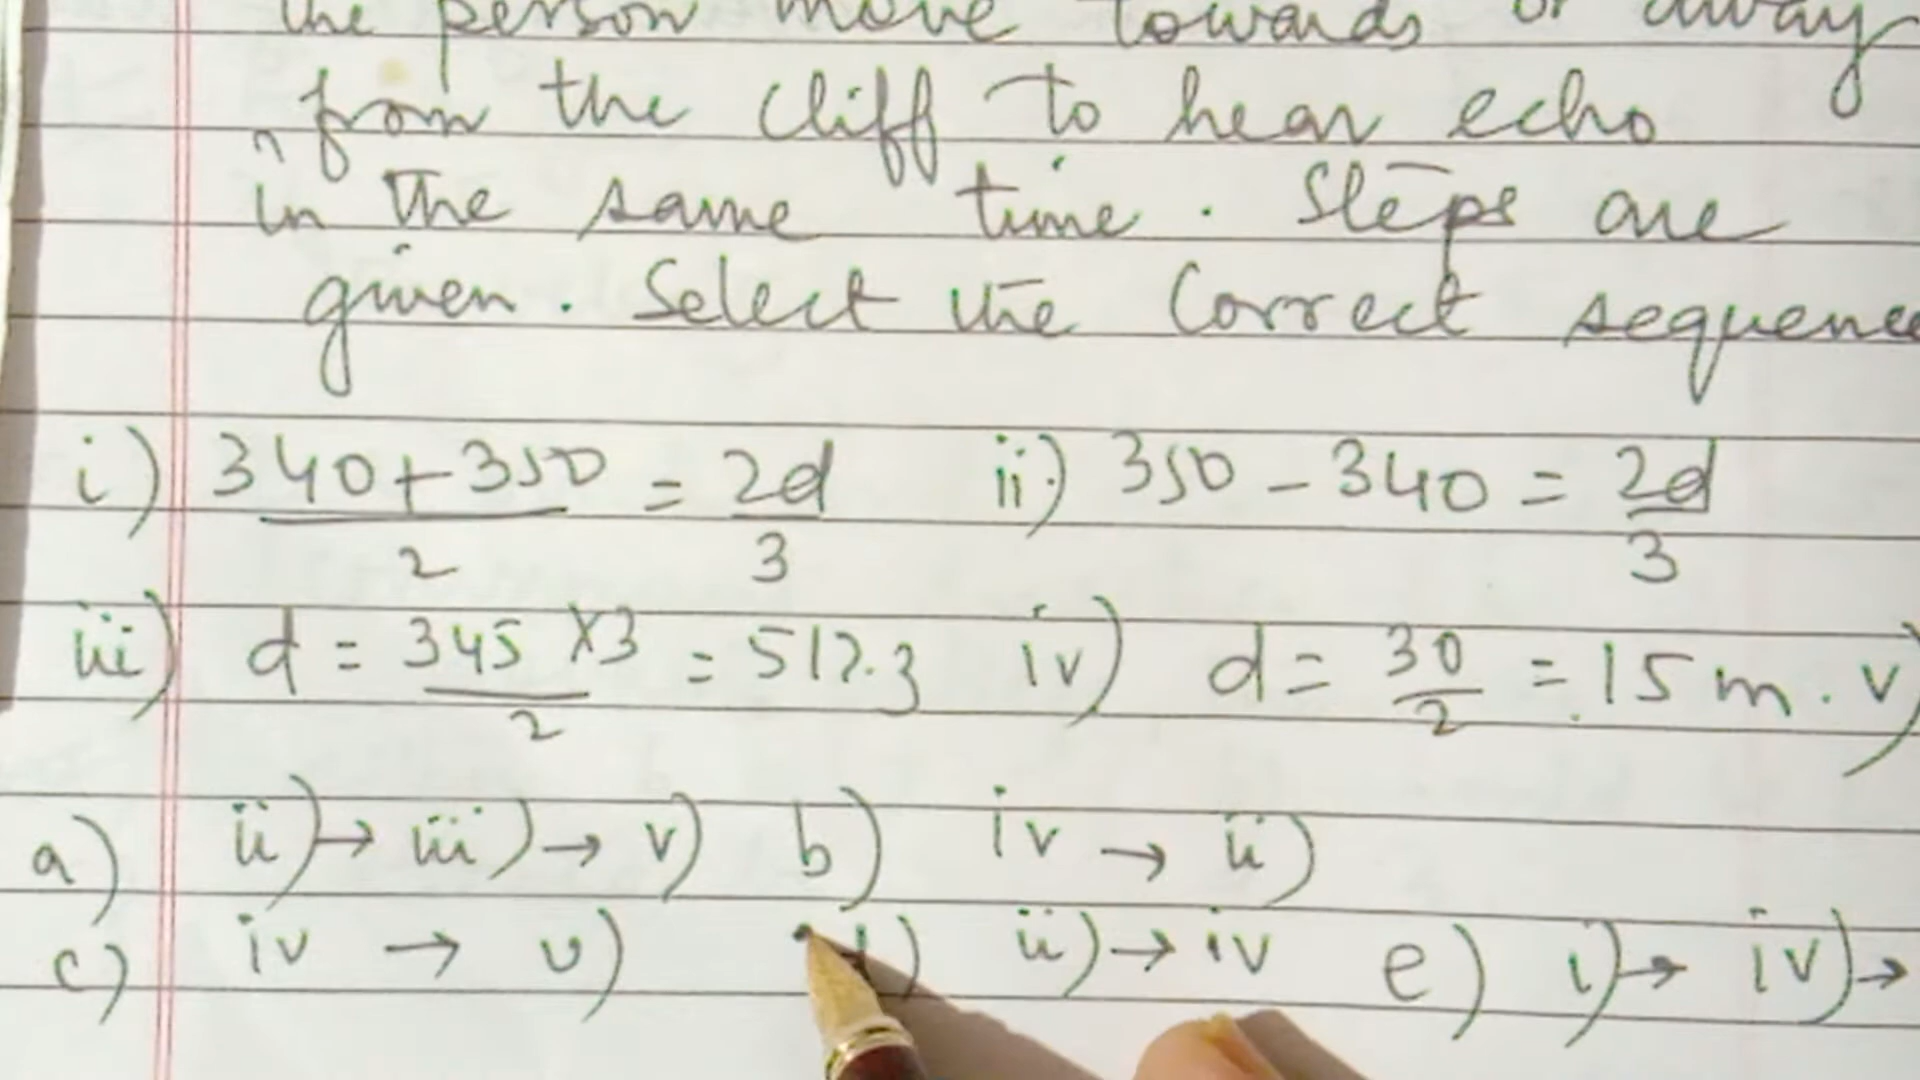 the person move towards or away
from the cliff to hear echo
in the same time. Steps are
given. Select the Correct sequence
i) 340+350/2 = 2d/3 ii) 350 - 340 = 2d/3
iii) d = 345 x3/2 = 517.3 iv) d = 30/2 = 15 m. v)
a) ii) → iii) → v) b) iv → ii)
c) iv → v) ii) → iv e) i) → iv) →